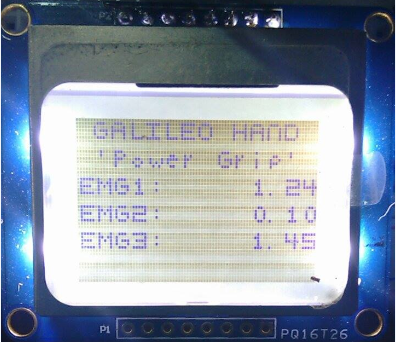 GALILEO HAND
'Power Grip'
EMG1: 1.24
EMG2: 0.10
EMG3: 1.45
P1
PQ16T26